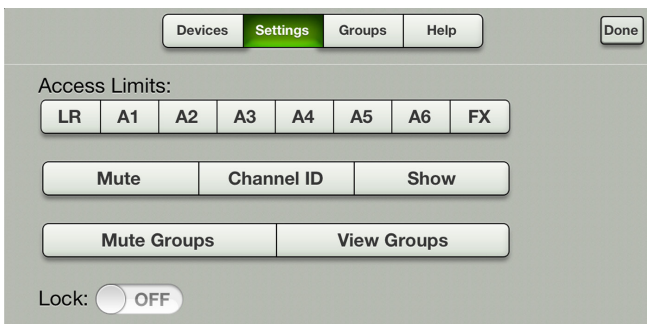 Devices Settings Groups Help Done
Access Limits:
LR A1 A2 A3 A4 A5 A6 FX
Mute Channel ID Show
Mute Groups View Groups
Lock: OFF